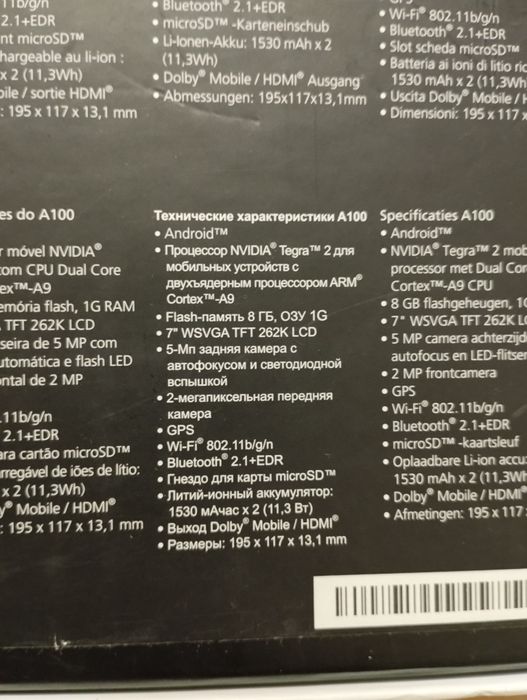 11b/g/n
2.1+EDR
nt microSD™
hargeable au li-ion :
x 2 (11,3Wh)
bile / sortie HDMI®
: 195 x 117 x 13,1 mm
• Bluetooth® 2.1+EDR
• microSD™ -Karteneinschub
• Li-Ionen-Akku: 1530 mAh x 2
(11,3Wh)
• Dolby® Mobile / HDMI® Ausgang
• Abmessungen: 195x117x13,1mm
• Wi-Fi® 802.11b/g/n
• Bluetooth® 2.1+EDR
• Slot scheda microSD™
• Batteria ai ioni di litio ric
1530 mAh x 2 (11,3Wh
• Uscita Dolby® Mobile / H
• Dimensioni: 195 x 117 x
es do A100
r móvel NVIDIA®
com CPU Dual Core
ex™-A9
emória flash, 1G RAM
TFT 262K LCD
seira de 5 MP com
utomática e flash LED
ontal de 2 MP
.11b/g/n
2.1+EDR
ara cartão microSD™
rregável de iões de lítio:
x 2 (11,3Wh)
y® Mobile / HDMI®
: 195 x 117 x 13,1 mm
Технические характеристики A100
• Android™
• Процессор NVIDIA® Tegra™ 2 для
мобильных устройств с
двухъядерным процессором ARM®
Cortex™-A9
• Flash-память 8 ГБ, ОЗУ 1G
• 7" WSVGA TFT 262K LCD
• 5-Мп задняя камера с
автофокусом и светодиодной
вспышкой
• 2-мегапиксельная передняя
камера
• GPS
• Wi-Fi® 802.11b/g/n
• Bluetooth® 2.1+EDR
• Гнездо для карты microSD™
• Литий-ионный аккумулятор:
1530 мАчас x 2 (11,3 Вт)
• Выход Dolby® Mobile / HDMI®
• Размеры: 195 x 117 x 13,1 mm
Specificaties A100
• Android™
• NVIDIA® Tegra™ 2 mob
processor met Dual Cor
Cortex™-A9 CPU
• 8 GB flashgeheugen, 1G
• 7" WSVGA TFT 262K LC
• 5 MP camera achterzijd
autofocus en LED-flitser
• 2 MP frontcamera
• GPS
• Wi-Fi® 802.11b/g/n
• Bluetooth® 2.1+EDR
• microSD™ -kaartsleuf
• Oplaadbare Li-ion accu:
1530 mAh x 2 (11,3Wh
• Dolby® Mobile / HDMI®
• Afmetingen: 195 x 117